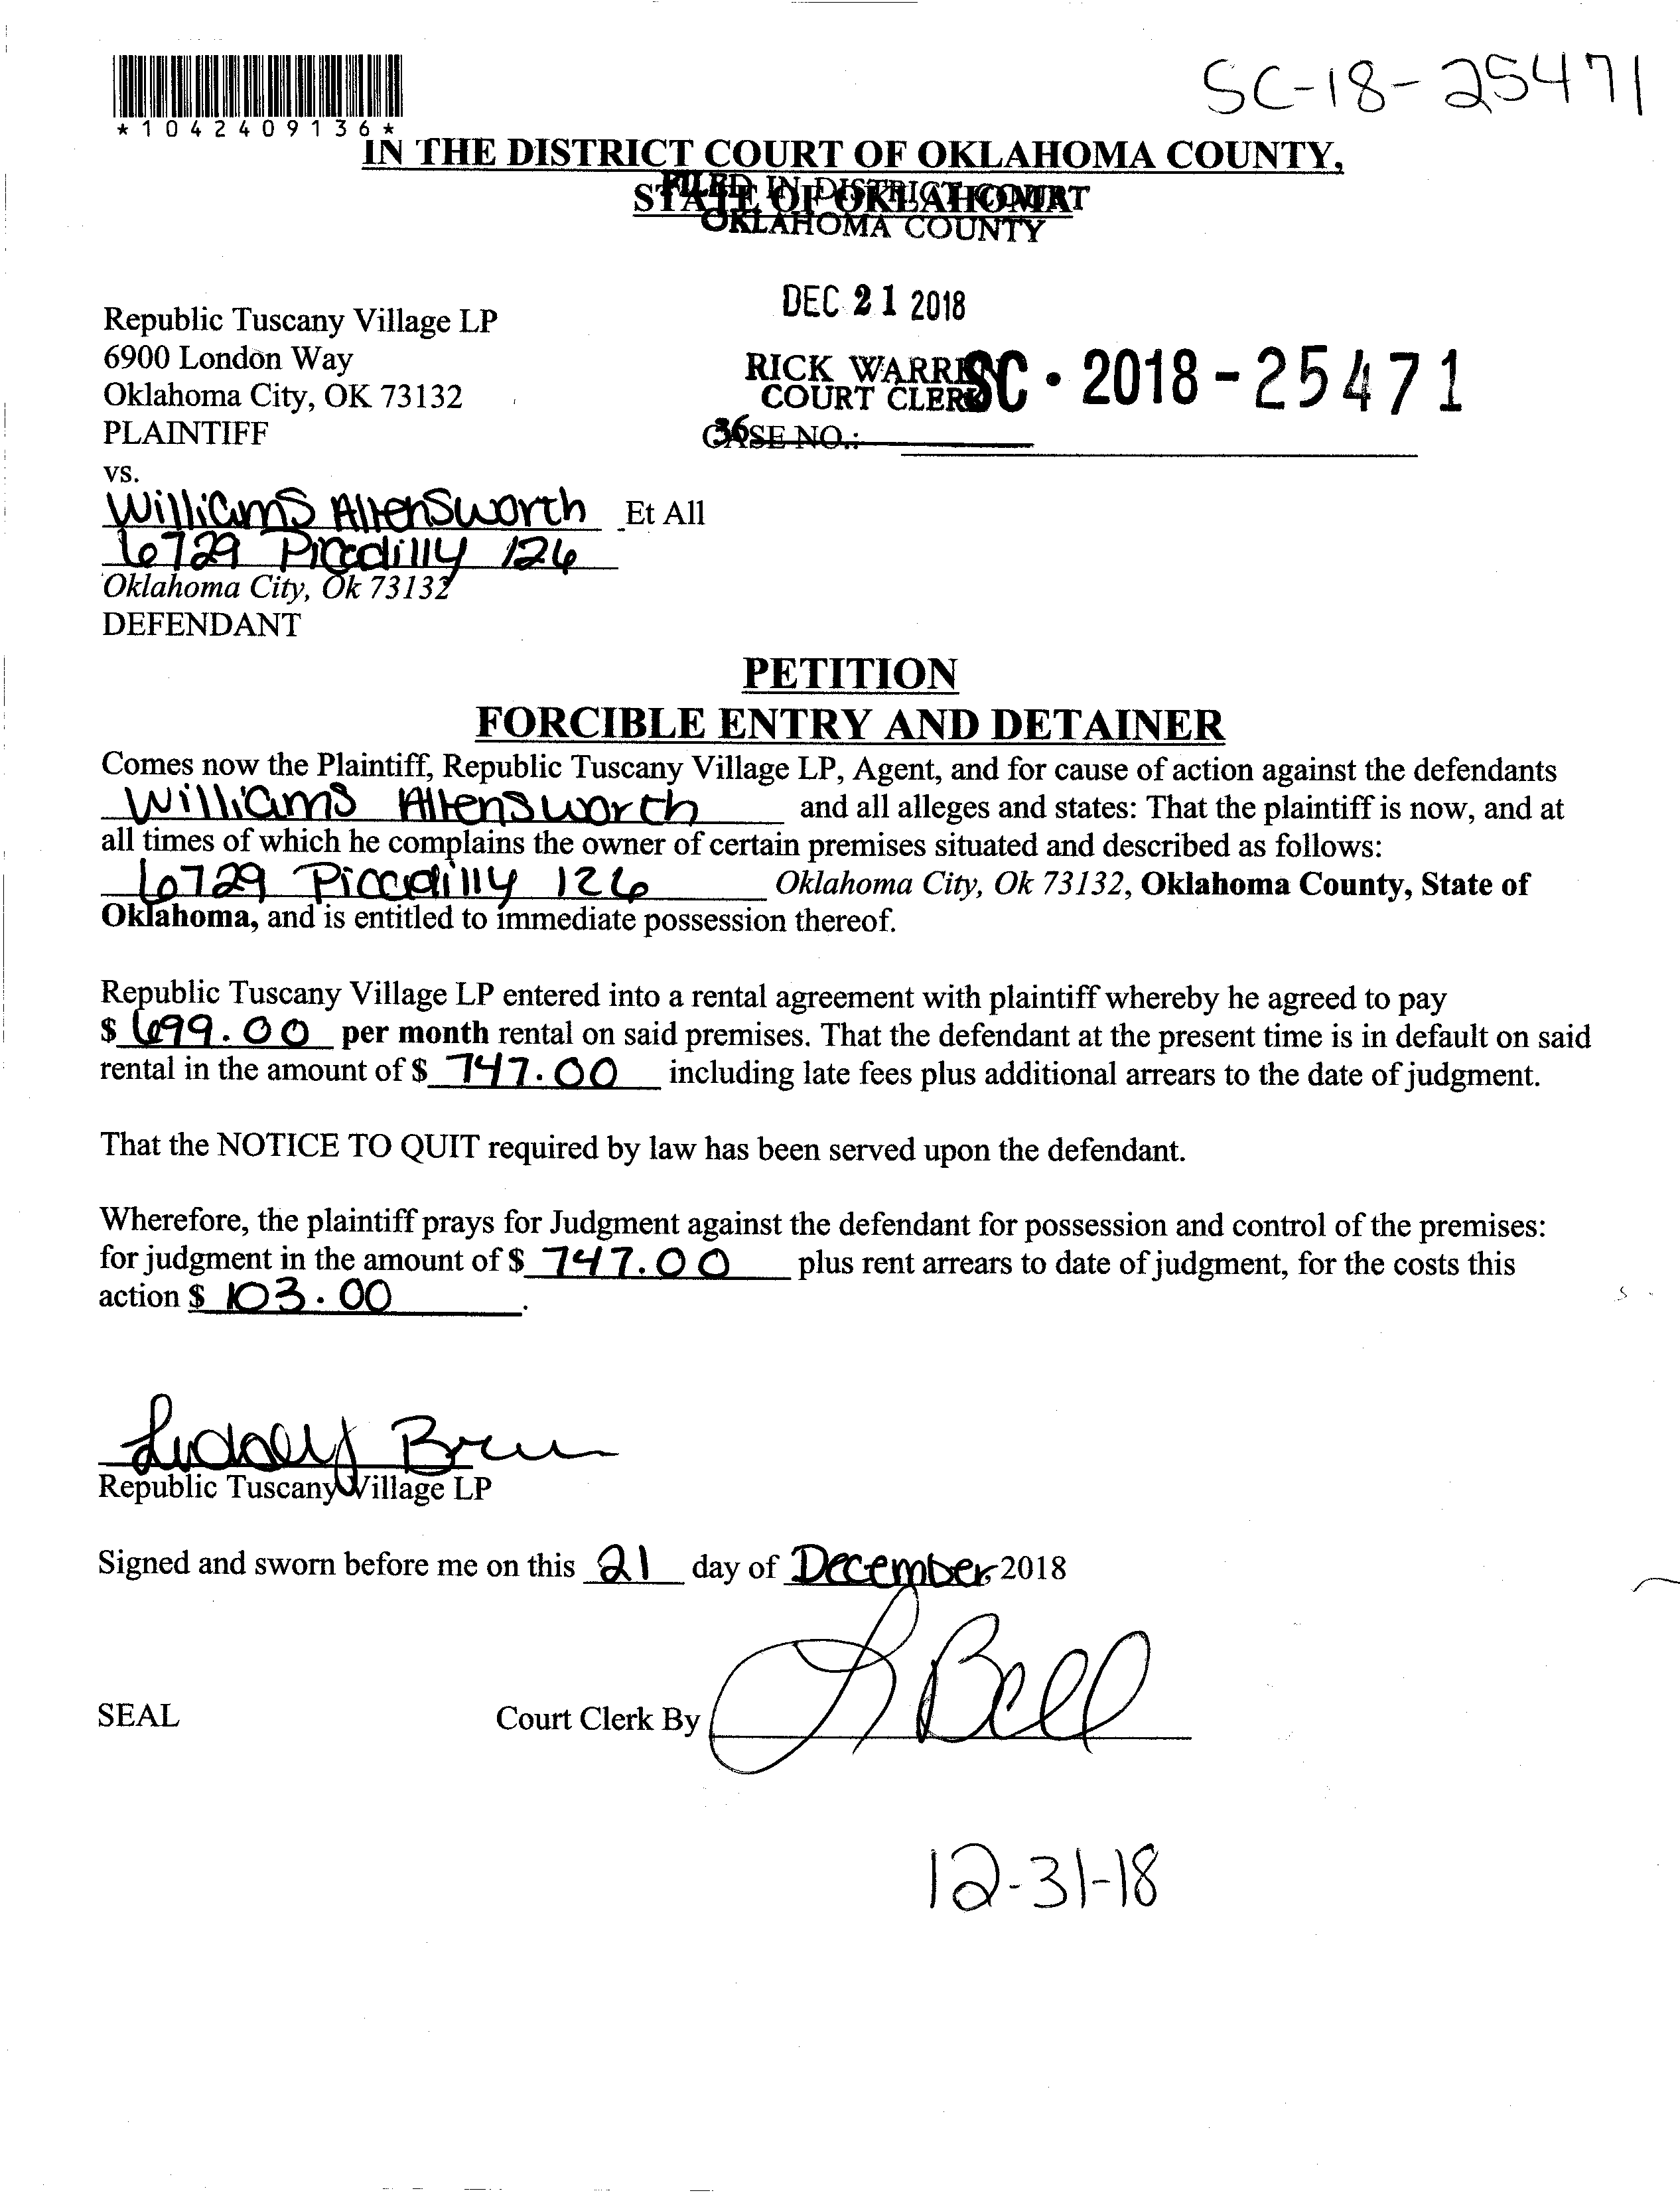 SC-18-25471
*1042409136*
IN THE DISTRICT COURT OF OKLAHOMA COUNTY,
STATE OF OKLAHOMA
FILED IN DISTRICT COURT
OKLAHOMA COUNTY
DEC 21 2018
Republic Tuscany Village LP
6900 London Way
Oklahoma City, OK 73132
PLAINTIFF
RICK WARREN
COURT CLERK
SC - 2018 - 25471
36
CASE NO.:
vs.
Williams Allensworth Et All
6729 Piccadilly 126
Oklahoma City, Ok 73132
DEFENDANT
PETITION
FORCIBLE ENTRY AND DETAINER
Comes now the Plaintiff, Republic Tuscany Village LP, Agent, and for cause of action against the defendants
Williams Allensworth and all alleges and states: That the plaintiff is now, and at
all times of which he complains the owner of certain premises situated and described as follows:
6729 Piccadilly 126 Oklahoma City, Ok 73132, Oklahoma County, State of
Oklahoma, and is entitled to immediate possession thereof.
Republic Tuscany Village LP entered into a rental agreement with plaintiff whereby he agreed to pay
$ 699.00 per month rental on said premises. That the defendant at the present time is in default on said
rental in the amount of $ 747.00 including late fees plus additional arrears to the date of judgment.
That the NOTICE TO QUIT required by law has been served upon the defendant.
Wherefore, the plaintiff prays for Judgment against the defendant for possession and control of the premises:
for judgment in the amount of $ 747.00 plus rent arrears to date of judgment, for the costs this
action $ 103.00.
Republic Tuscany Village LP
Signed and sworn before me on this 21 day of December, 2018
SEAL Court Clerk By L Bell
12-31-18